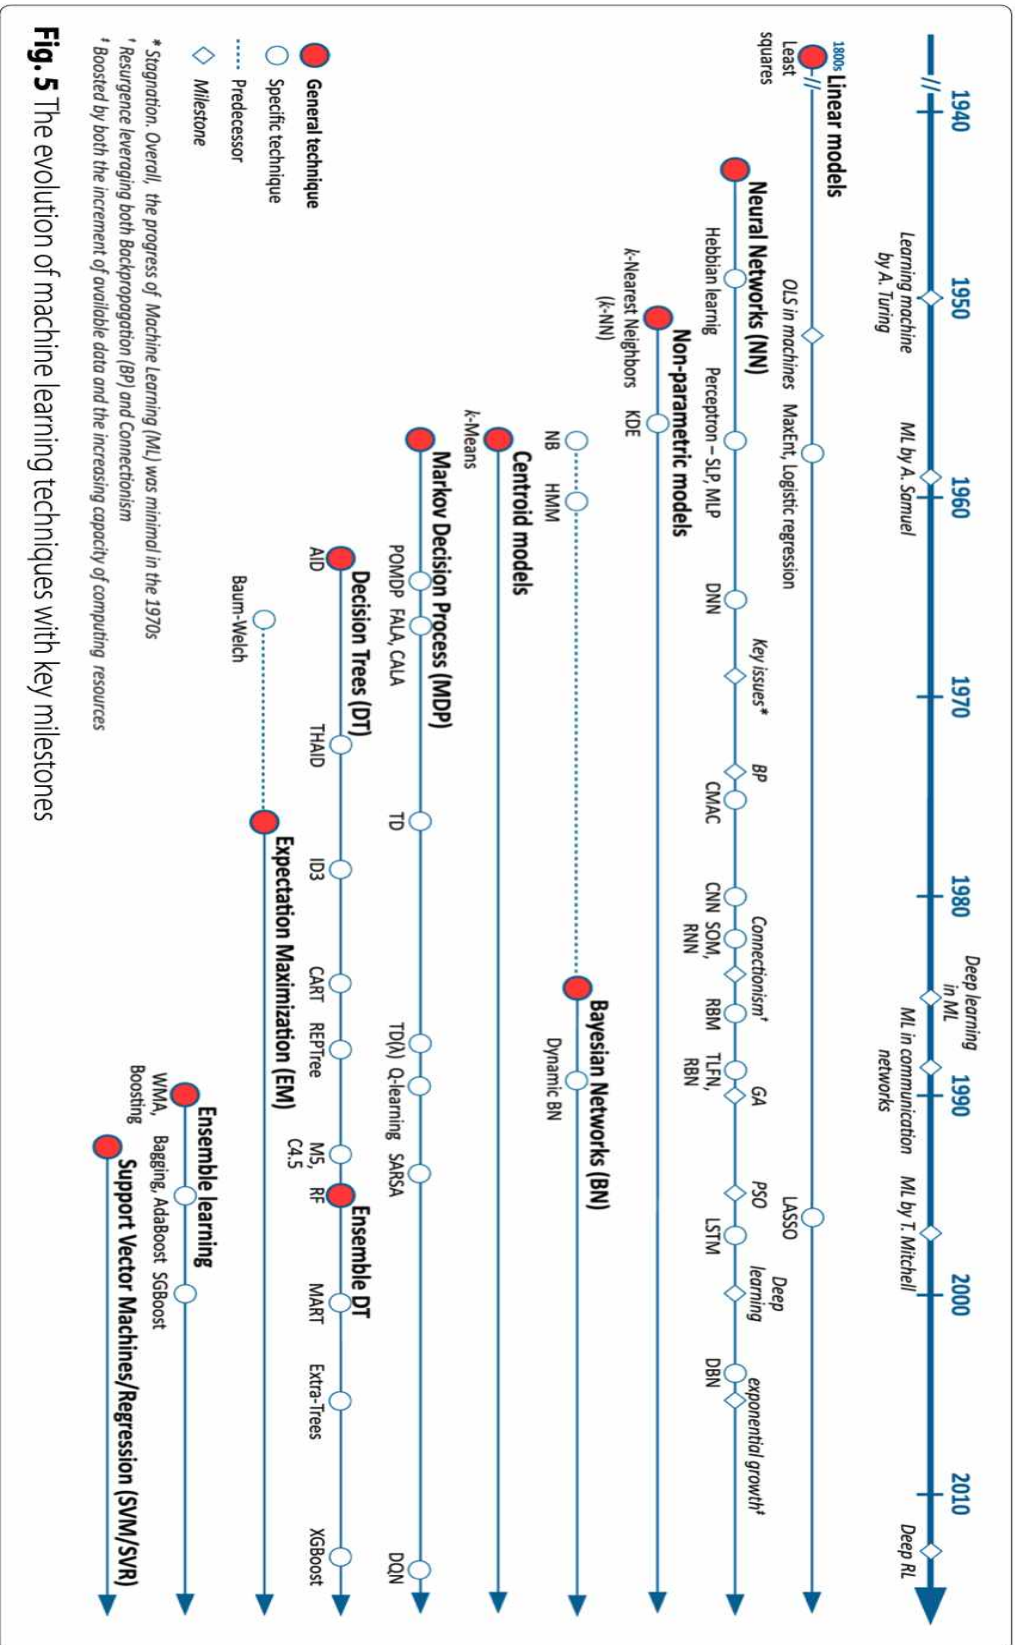 1940
1950
1960
1970
1980
1990
2000
2010
Learning machine
by A. Turing
ML by A. Samuel
Deep learning
in ML
ML in communication
networks
ML by T. Mitchell
Deep RL
1800s
Linear models
Least
squares
OLS in machines
MaxEnt, Logistic regression
LASSO
Neural Networks (NN)
Hebbian learnig
Perceptron – SLP, MLP
DNN
Key issues*
BP
CMAC
CNN
SOM,
RNN
Connectionism†
RBM
TLFN,
RBN
GA
PSO
LSTM
Deep
learning
DBN
exponential growth‡
Non-parametric models
k-Nearest Neighbors
(k-NN)
KDE
NB
HMM
Bayesian Networks (BN)
Dynamic BN
Centroid models
k-Means
Markov Decision Process (MDP)
POMDP
FALA, CALA
TD
TD(λ)
Q-learning
SARSA
DQN
Decision Trees (DT)
AID
THAID
ID3
CART
REPTree
M5,
C4.5
RF
Ensemble DT
MART
Extra-Trees
XGBoost
Baum-Welch
Expectation Maximization (EM)
Ensemble learning
WMA,
Boosting
Bagging, AdaBoost
SGBoost
Support Vector Machines/Regression (SVM/SVR)
General technique
Specific technique
Predecessor
Milestone
* Stagnation. Overall, the progress of Machine Learning (ML) was minimal in the 1970s
† Resurgence leveraging both Backpropagation (BP) and Connectionism
‡ Boosted by both the increment of available data and the increasing capacity of computing resources
Fig. 5 The evolution of machine learning techniques with key milestones